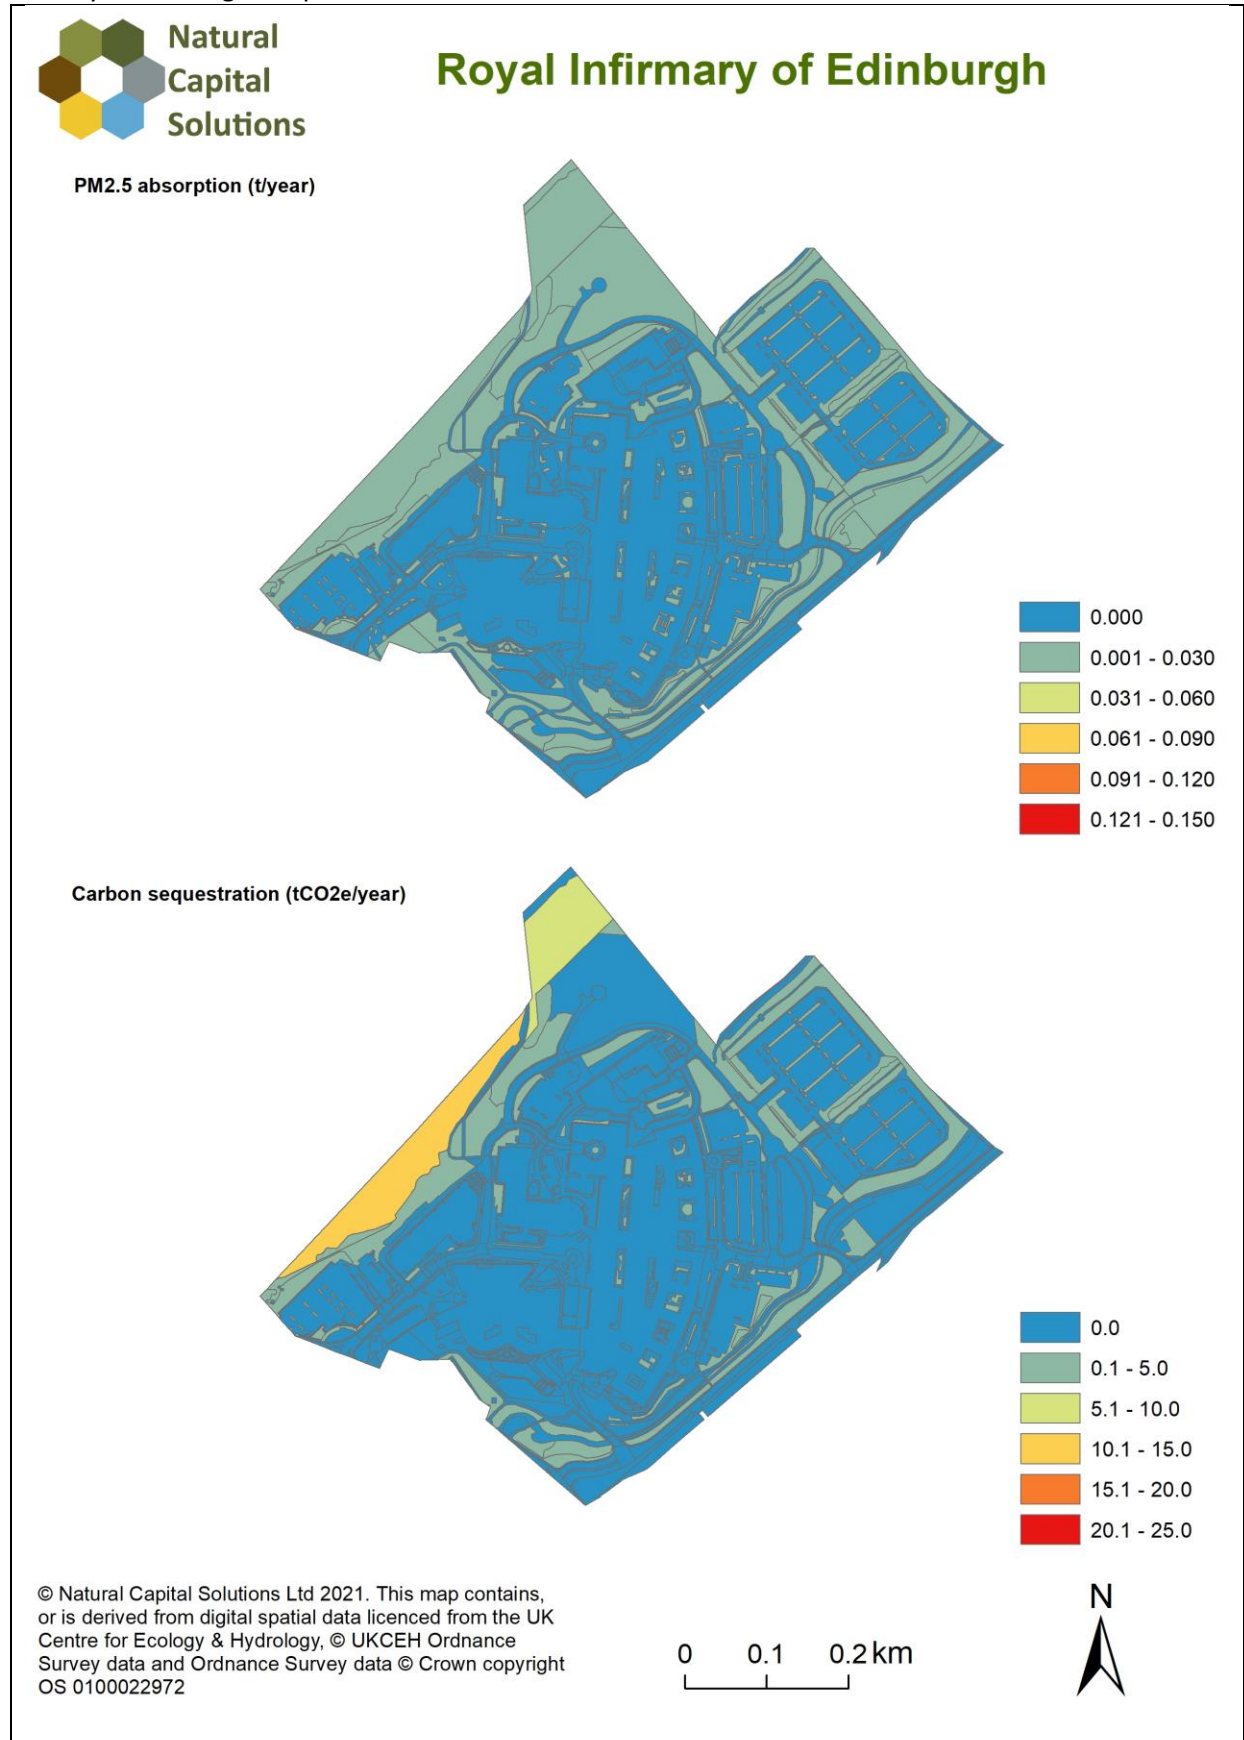 Natural
Capital
Solutions
Royal Infirmary of Edinburgh
PM2.5 absorption (t/year)
0.000
0.001 - 0.030
0.031 - 0.060
0.061 - 0.090
0.091 - 0.120
0.121 - 0.150
Carbon sequestration (tCO2e/year)
0.0
0.1 - 5.0
5.1 - 10.0
10.1 - 15.0
15.1 - 20.0
20.1 - 25.0
© Natural Capital Solutions Ltd 2021. This map contains,
or is derived from digital spatial data licenced from the UK
Centre for Ecology & Hydrology, © UKCEH Ordnance
Survey data and Ordnance Survey data © Crown copyright
OS 0100022972
0 0.1 0.2 km
N